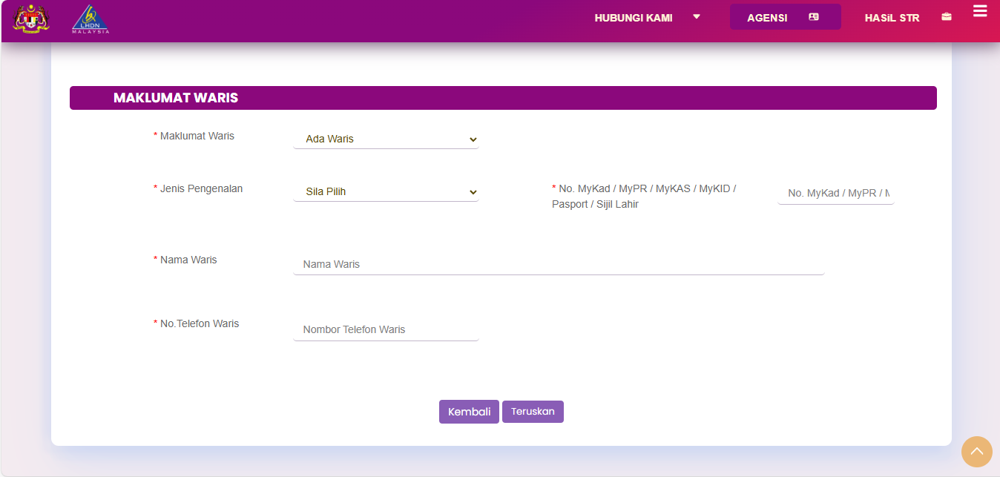 LHDN
MALAYSIA
HUBUNGI KAMI
AGENSI
HASiL STR
MAKLUMAT WARIS
* Maklumat Waris
Ada Waris
* Jenis Pengenalan
Sila Pilih
* No. MyKad / MyPR / MyKAS / MyKID /
Pasport / Sijil Lahir
No. MyKad / MyPR / M
* Nama Waris
Nama Waris
* No.Telefon Waris
Nombor Telefon Waris
Kembali
Teruskan